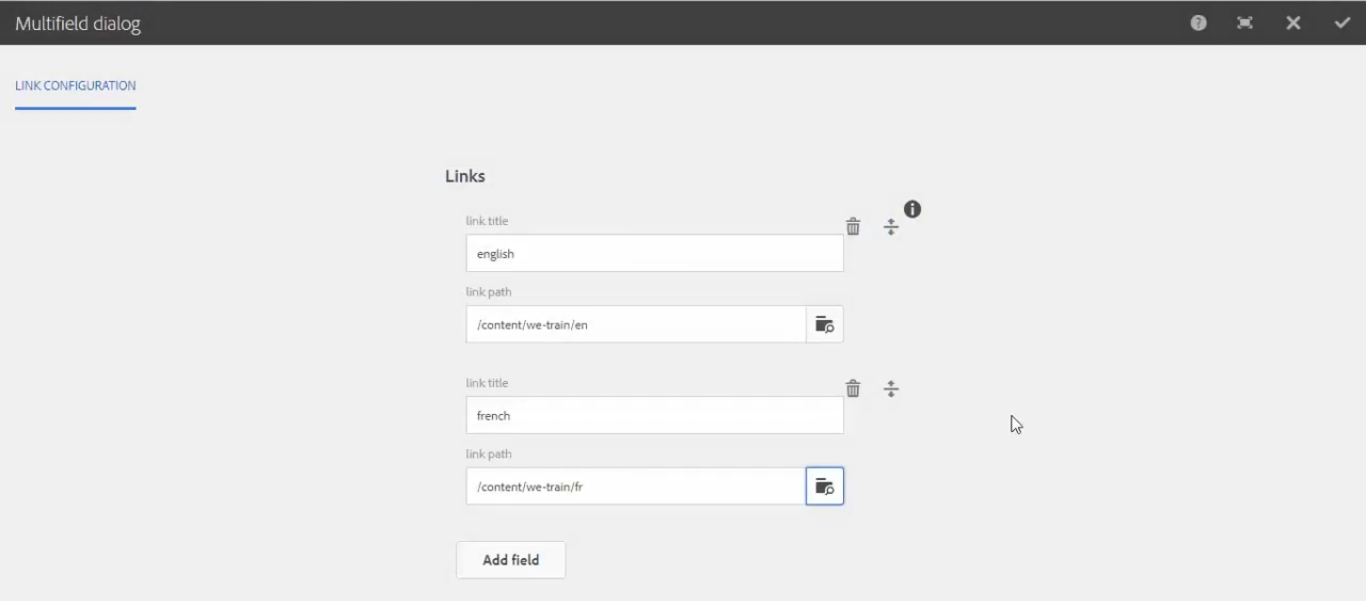 Multifield dialog
LINK CONFIGURATION
Links
link title
english
link path
/content/we-train/en
link title
french
link path
/content/we-train/fr
Add field